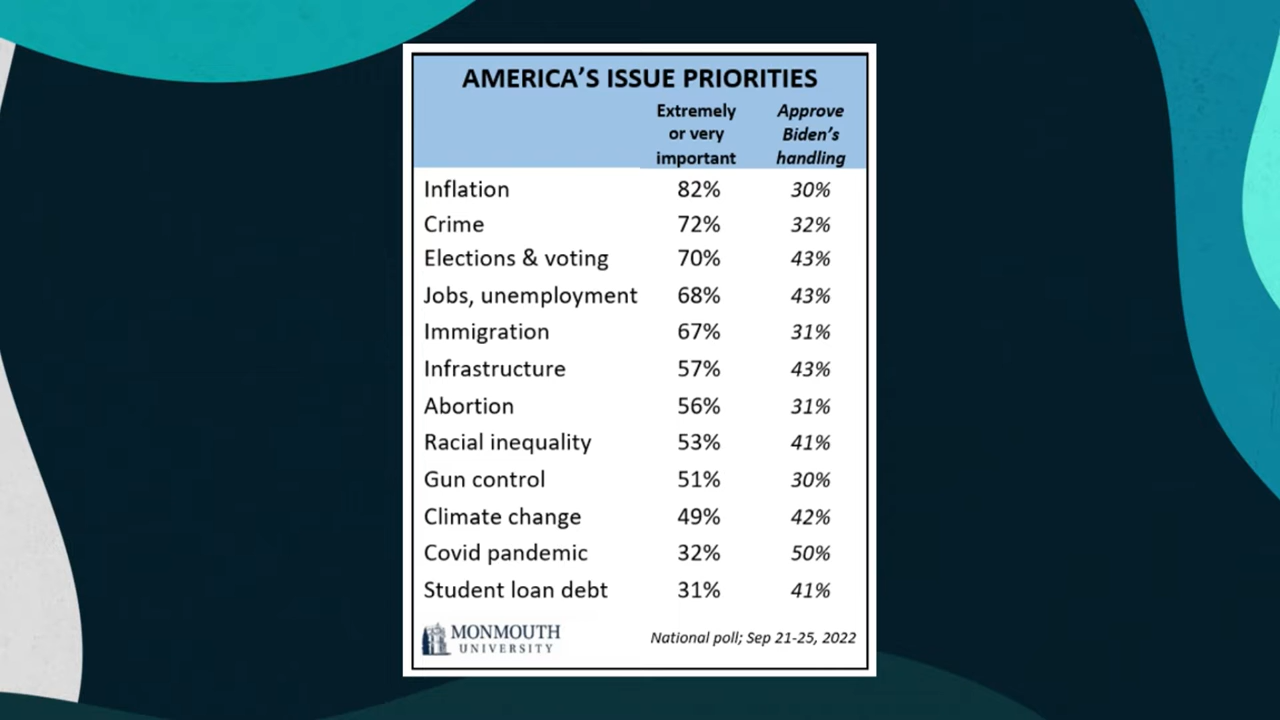 AMERICA'S ISSUE PRIORITIES
Extremely or very important Approve Biden's handling
Inflation 82% 30%
Crime 72% 32%
Elections & voting 70% 43%
Jobs, unemployment 68% 43%
Immigration 67% 31%
Infrastructure 57% 43%
Abortion 56% 31%
Racial inequality 53% 41%
Gun control 51% 30%
Climate change 49% 42%
Covid pandemic 32% 50%
Student loan debt 31% 41%
MONMOUTH UNIVERSITY
National poll; Sep 21-25, 2022